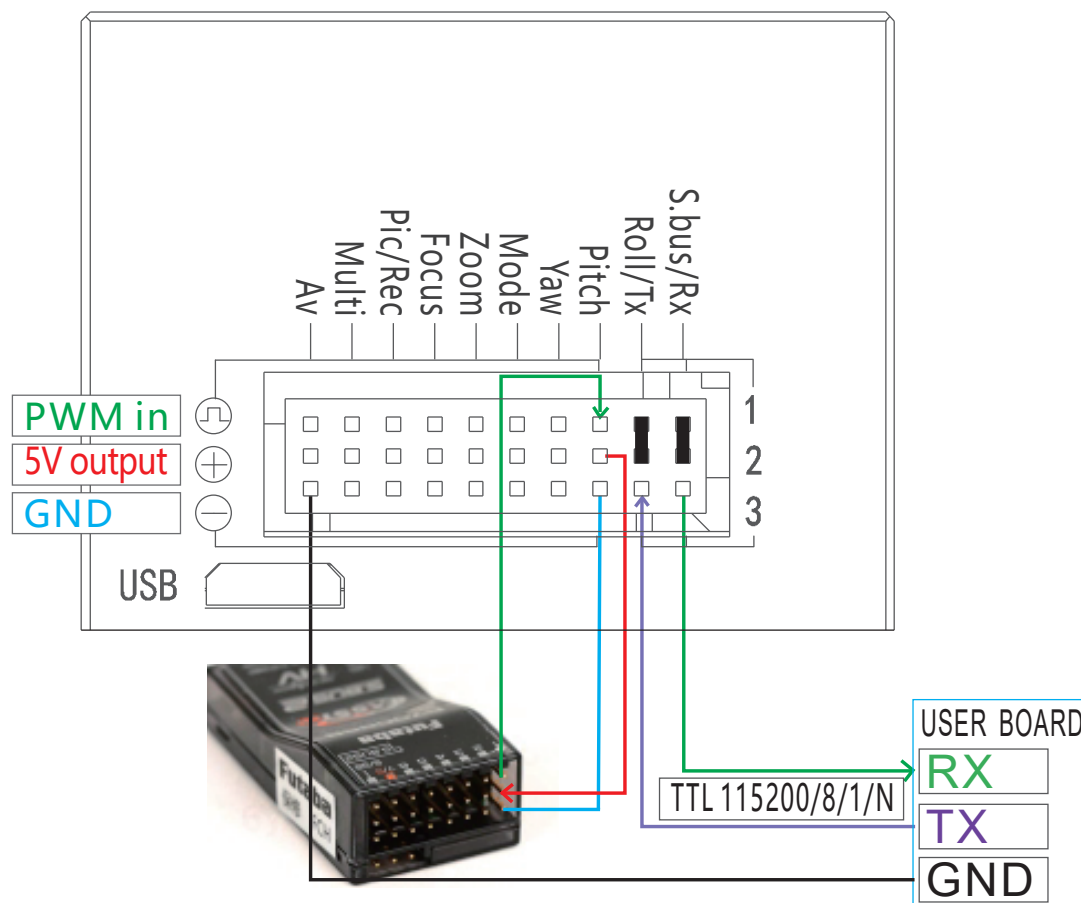 S.bus/Rx
Roll/Tx
Pitch
Yaw
Mode
Zoom
Focus
Pic/Rec
Multi
Av
PWM in
5V output
GND
1
2
3
USB
Futaba
Futaba
USER BOARD
RX
TTL 115200/8/1/N
TX
GND